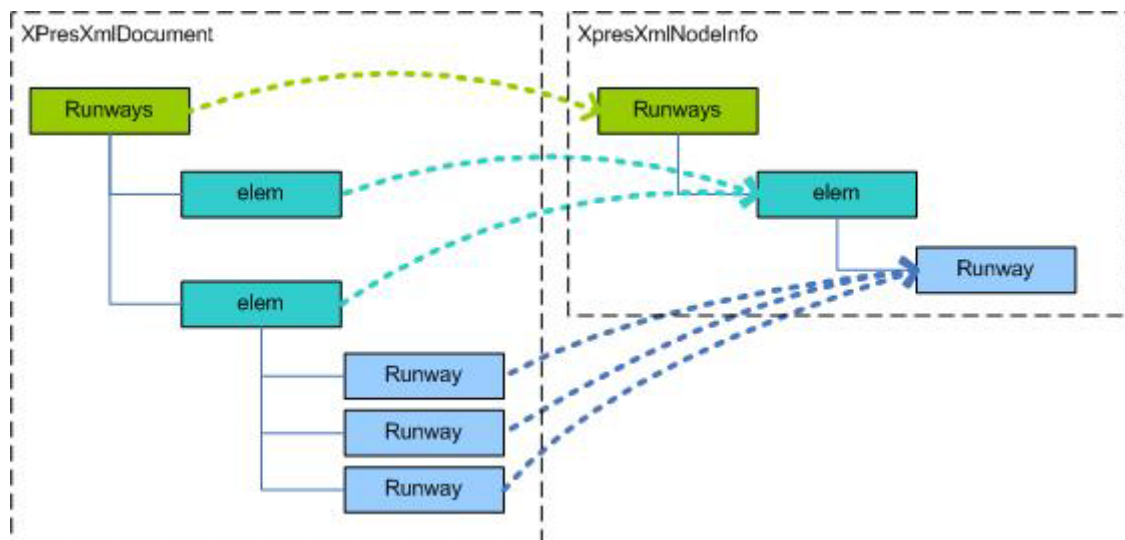 XPresXmlDocument
Runways
elem
elem
Runway
Runway
Runway
XpresXmlNodeInfo
Runways
elem
Runway